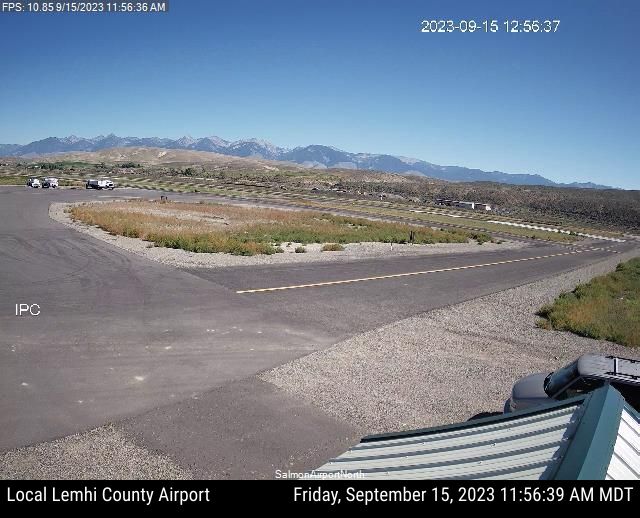 FPS: 10.85 9/15/2023 11:56:36 AM
2023-09-15 12:56:37
IPC
SalmonAirportNorth
Local Lemhi County Airport
Friday, September 15, 2023 11:56:39 AM MDT